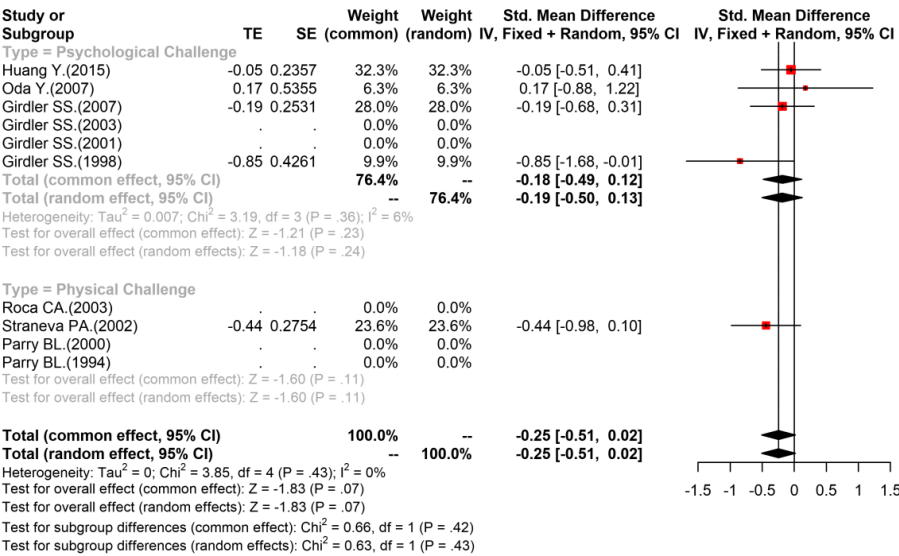 Study or Weight Weight Std. Mean Difference Std. Mean Difference
Subgroup TE SE (common) (random) IV, Fixed + Random, 95% CI IV, Fixed + Random, 95% CI
Type = Psychological Challenge
Huang Y.(2015) -0.05 0.2357 32.3% 32.3% -0.05 [-0.51, 0.41]
Oda Y.(2007) 0.17 0.5355 6.3% 6.3% 0.17 [-0.88, 1.22]
Girdler SS.(2007) -0.19 0.2531 28.0% 28.0% -0.19 [-0.68, 0.31]
Girdler SS.(2003) . . 0.0% 0.0%
Girdler SS.(2001) . . 0.0% 0.0%
Girdler SS.(1998) -0.85 0.4261 9.9% 9.9% -0.85 [-1.68, -0.01]
Total (common effect, 95% CI) 76.4% -- -0.18 [-0.49, 0.12]
Total (random effect, 95% CI) -- 76.4% -0.19 [-0.50, 0.13]
Heterogeneity: Tau² = 0.007; Chi² = 3.19, df = 3 (P = .36); I² = 6%
Test for overall effect (common effect): Z = -1.21 (P = .23)
Test for overall effect (random effects): Z = -1.18 (P = .24)
Type = Physical Challenge
Roca CA.(2003) . . 0.0% 0.0%
Straneva PA.(2002) -0.44 0.2754 23.6% 23.6% -0.44 [-0.98, 0.10]
Parry BL.(2000) . . 0.0% 0.0%
Parry BL.(1994) . . 0.0% 0.0%
Test for overall effect (common effect): Z = -1.60 (P = .11)
Test for overall effect (random effects): Z = -1.60 (P = .11)
Total (common effect, 95% CI) 100.0% -- -0.25 [-0.51, 0.02]
Total (random effect, 95% CI) -- 100.0% -0.25 [-0.51, 0.02]
Heterogeneity: Tau² = 0; Chi² = 3.85, df = 4 (P = .43); I² = 0%
Test for overall effect (common effect): Z = -1.83 (P = .07)
Test for overall effect (random effects): Z = -1.83 (P = .07)
-1.5 -1 -0.5 0 0.5 1 1.5
Test for subgroup differences (common effect): Chi² = 0.66, df = 1 (P = .42)
Test for subgroup differences (random effects): Chi² = 0.63, df = 1 (P = .43)